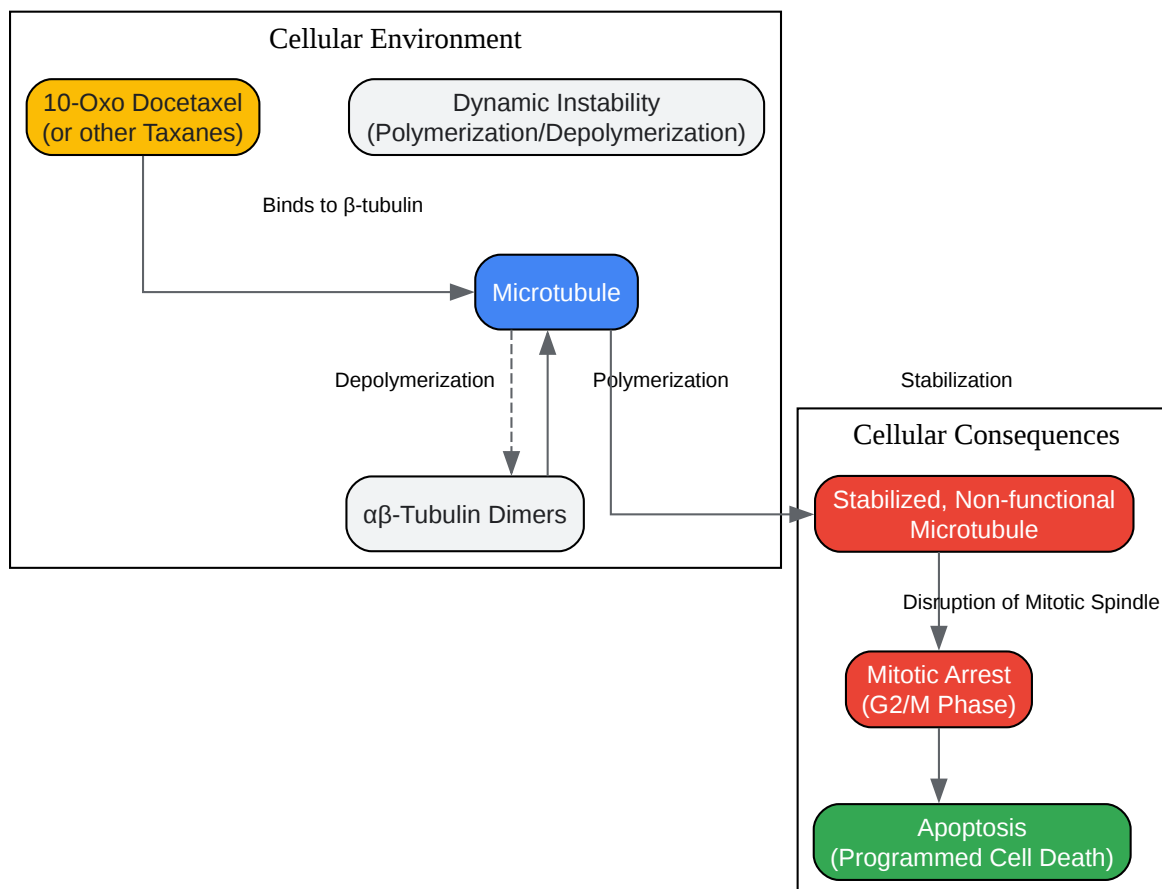 Cellular Environment
10-Oxo Docetaxel
(or other Taxanes)
Dynamic Instability
(Polymerization/Depolymerization)
Binds to β-tubulin
Microtubule
Depolymerization
Polymerization
Stabilization
αβ-Tubulin Dimers
Cellular Consequences
Stabilized, Non-functional
Microtubule
Disruption of Mitotic Spindle
Mitotic Arrest
(G2/M Phase)
Apoptosis
(Programmed Cell Death)